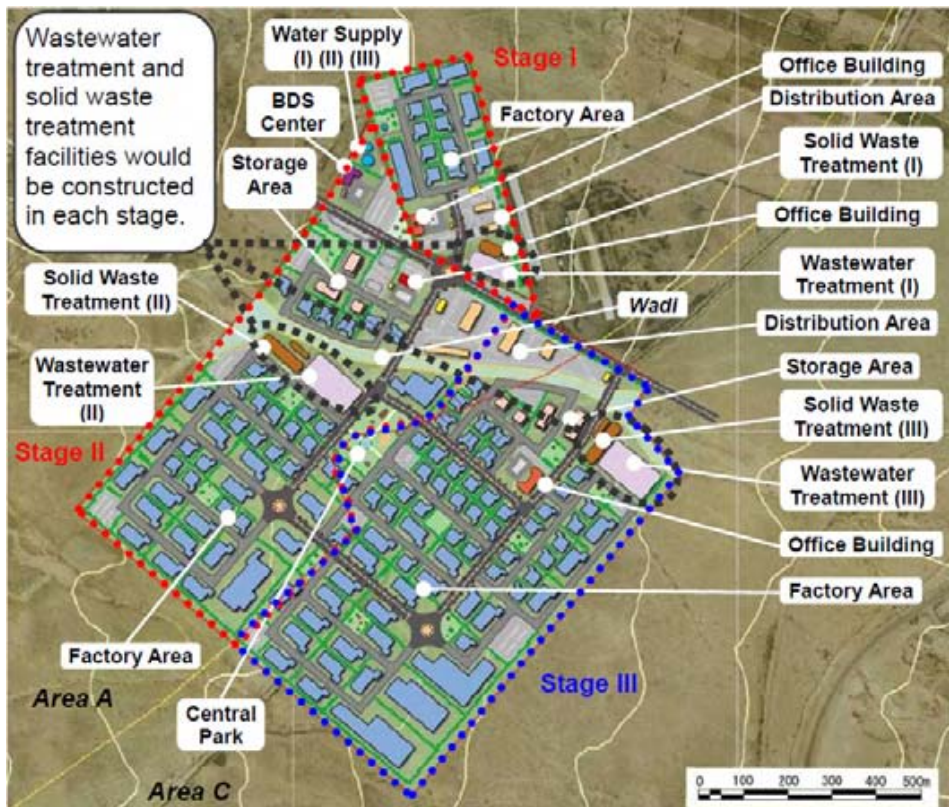 Wastewater
treatment and
solid waste
treatment
facilities would
be constructed
in each stage.
Water Supply
(I) (II) (III)
Stage I
BDS
Center
Storage
Area
Factory Area
Office Building
Distribution Area
Solid Waste
Treatment (I)
Office Building
Wastewater
Treatment (I)
Solid Waste
Treatment (II)
Wadi
Distribution Area
Wastewater
Treatment
(II)
Storage Area
Solid Waste
Treatment (III)
Stage II
Wastewater
Treatment (III)
Office Building
Factory Area
Factory Area
Stage III
Area A
Central
Park
Area C
0 100 200 300 400 500m